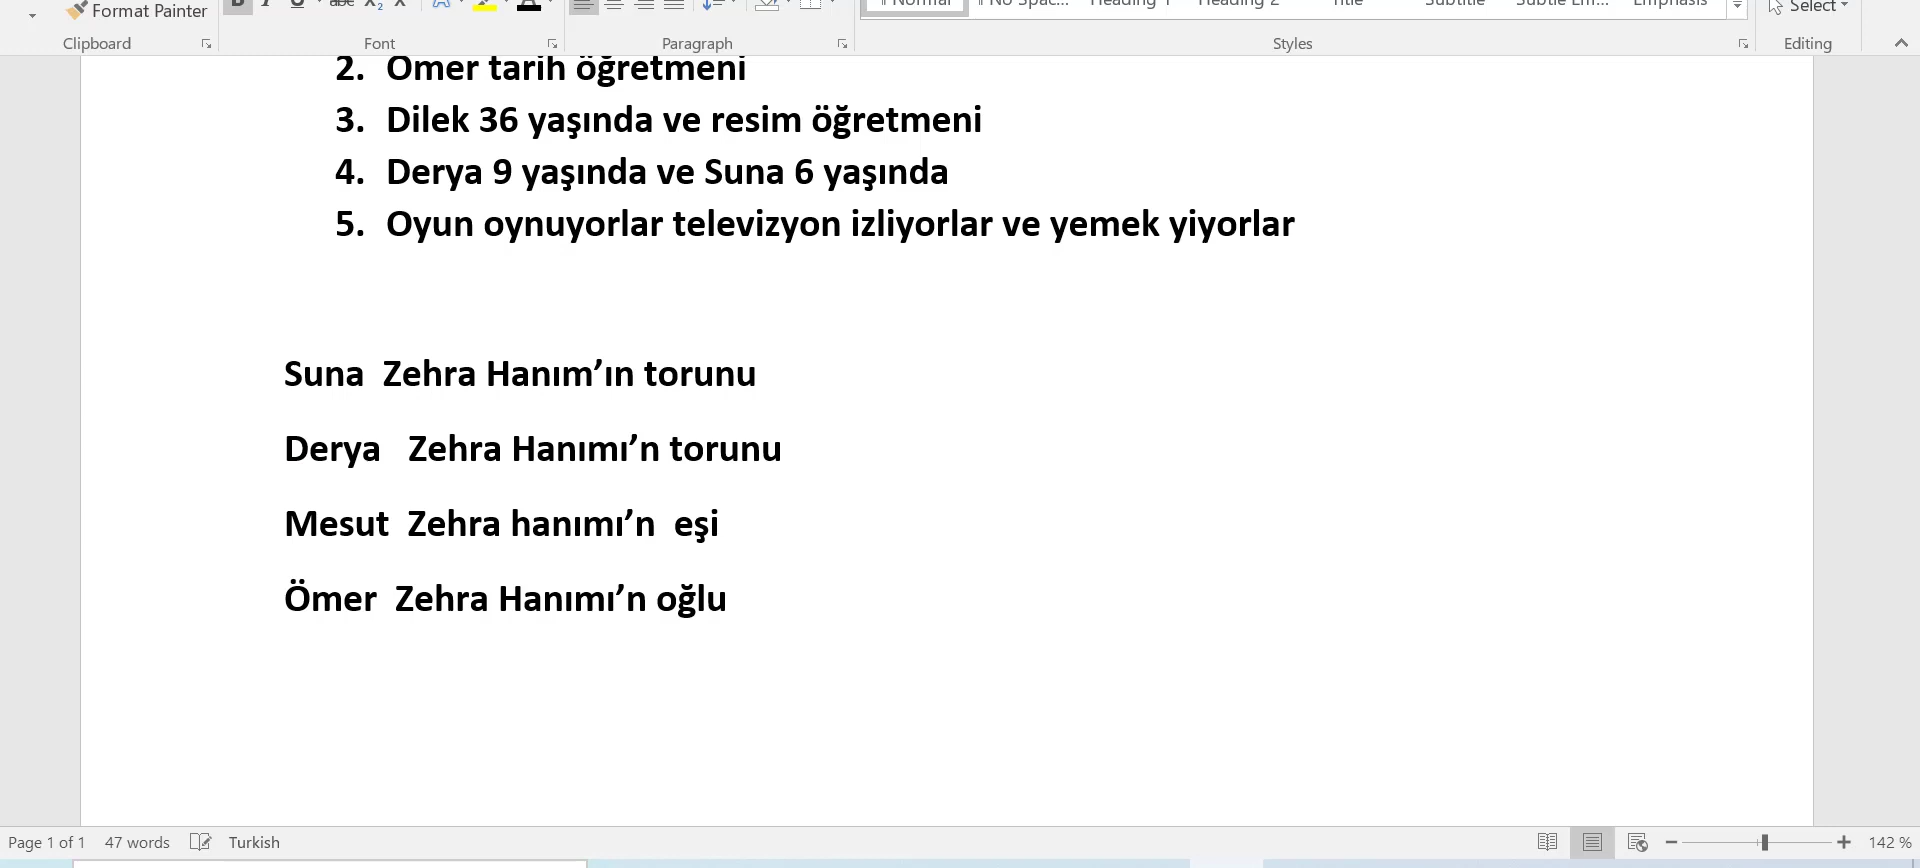 Format Painter
Select
Clipboard
Font
Paragraph
Styles
Editing
2. Ömer tarih öğretmeni
3. Dilek 36 yaşında ve resim öğretmeni
4. Derya 9 yaşında ve Suna 6 yaşında
5. Oyun oynuyorlar televizyon izliyorlar ve yemek yiyorlar
Suna Zehra Hanım’ın torunu
Derya Zehra Hanımı’n torunu
Mesut Zehra hanımı’n eşi
Ömer Zehra Hanımı’n oğlu
Page 1 of 1 47 words Turkish 142 %